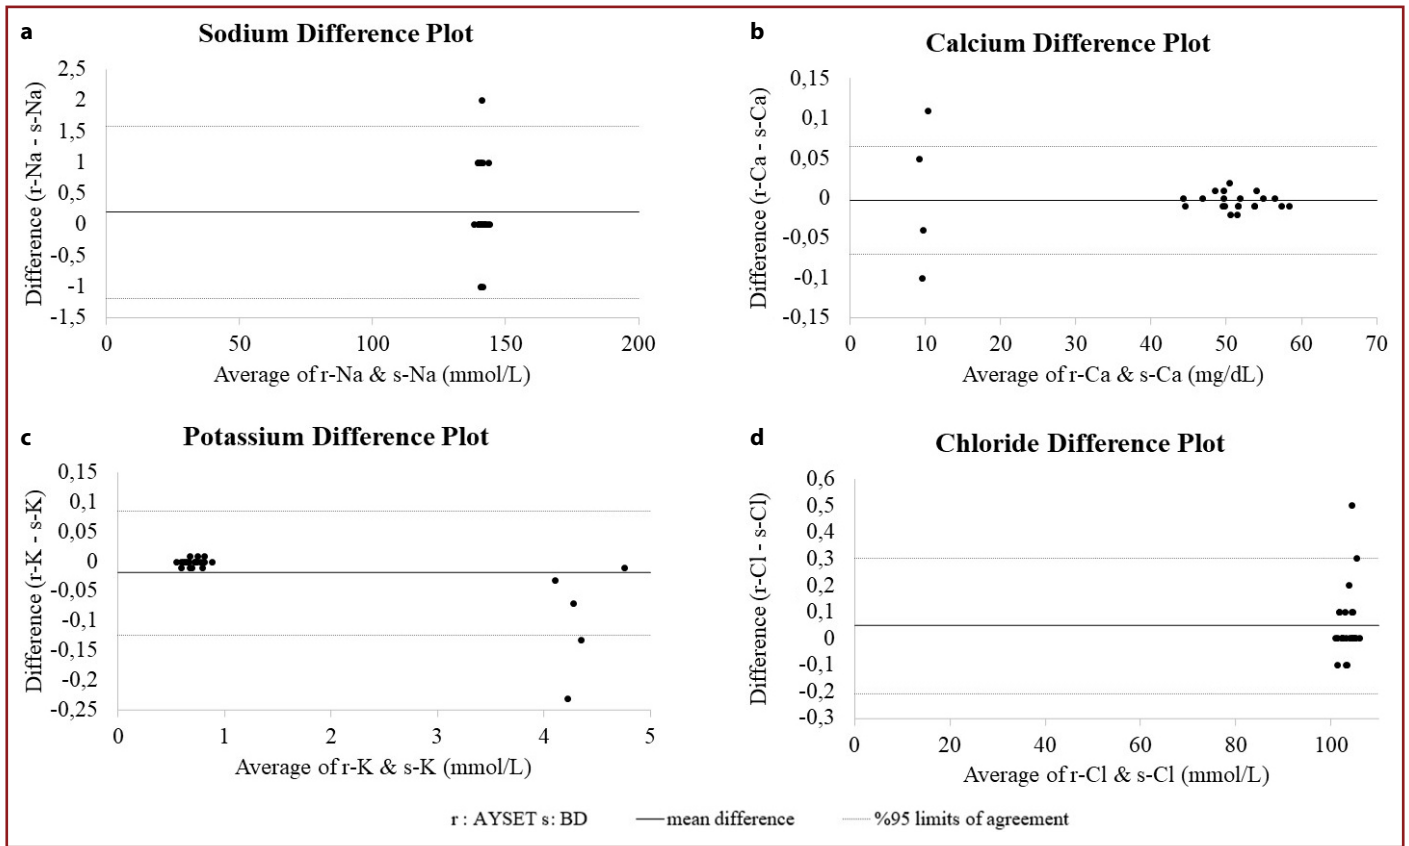 a
Sodium Difference Plot
Difference (r-Na - s-Na)
2,5
2
1,5
1
0,5
0
-0,5
-1
-1,5
0 50 100 150 200
Average of r-Na & s-Na (mmol/L)
b
Calcium Difference Plot
Difference (r-Ca - s-Ca)
0,15
0,1
0,05
0
-0,05
-0,1
-0,15
0 10 20 30 40 50 60 70
Average of r-Ca & s-Ca (mg/dL)
c
Potassium Difference Plot
Difference (r-K - s-K)
0,15
0,1
0,05
0
-0,05
-0,1
-0,15
-0,2
-0,25
0 1 2 3 4 5
Average of r-K & s-K (mmol/L)
d
Chloride Difference Plot
Difference (r-Cl - s-Cl)
0,6
0,5
0,4
0,3
0,2
0,1
0
-0,1
-0,2
-0,3
0 20 40 60 80 100
Average of r-Cl & s-Cl (mmol/L)
r : AYSET s: BD mean difference %95 limits of agreement